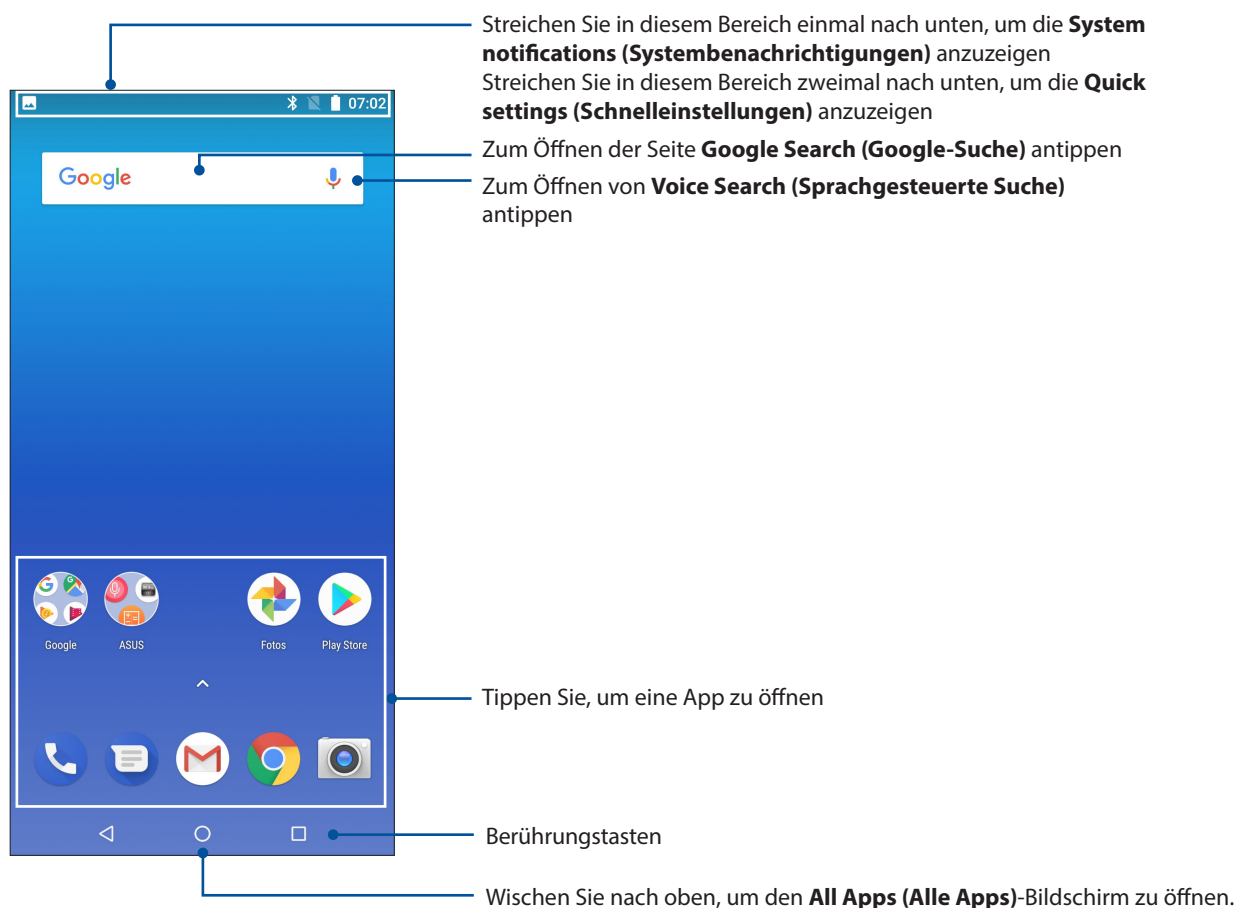 Streichen Sie in diesem Bereich einmal nach unten, um die System
notifications (Systembenachrichtigungen) anzuzeigen
Streichen Sie in diesem Bereich zweimal nach unten, um die Quick
settings (Schnelleinstellungen) anzuzeigen
07:02
Zum Öffnen der Seite Google Search (Google-Suche) antippen
Google
Zum Öffnen von Voice Search (Sprachgesteuerte Suche)
antippen
Google ASUS Fotos Play Store
Tippen Sie, um eine App zu öffnen
Berührungstasten
Wischen Sie nach oben, um den All Apps (Alle Apps)-Bildschirm zu öffnen.